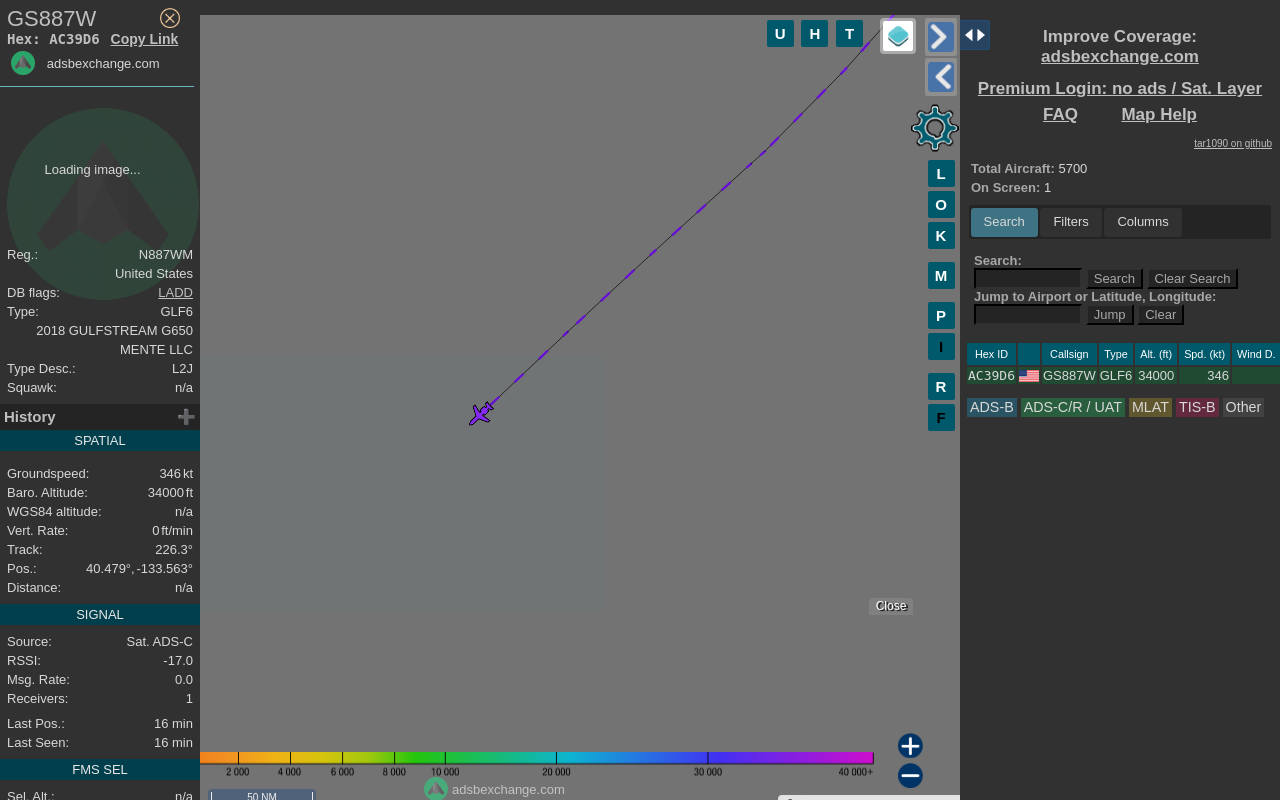 GS887W
Hex: AC39D6 Copy Link
adsbexchange.com
Loading image...
Reg.: N887WM
United States
DB flags: LADD
Type: GLF6
2018 GULFSTREAM G650
MENTE LLC
Type Desc.: L2J
Squawk: n/a
History
SPATIAL
Groundspeed: 346 kt
Baro. Altitude: 34000 ft
WGS84 altitude: n/a
Vert. Rate: 0 ft/min
Track: 226.3°
Pos.: 40.479°, -133.563°
Distance: n/a
SIGNAL
Source: Sat. ADS-C
RSSI: -17.0
Msg. Rate: 0.0
Receivers: 1
Last Pos.: 16 min
Last Seen: 16 min
FMS SEL
Sel. Alt.: n/a
U H T
L
O
K
M
P
I
R
F
Close
2 000 4 000 6 000 8 000 10 000 20 000 30 000 40 000+
adsbexchange.com
50 NM
Improve Coverage:
adsbexchange.com
Premium Login: no ads / Sat. Layer
FAQ Map Help
tar1090 on github
Total Aircraft: 5700
On Screen: 1
Search Filters Columns
Search:
Search Clear Search
Jump to Airport or Latitude, Longitude:
Jump Clear
Hex ID Callsign Type Alt. (ft) Spd. (kt) Wind D.
AC39D6 GS887W GLF6 34000 346
ADS-B ADS-C/R / UAT MLAT TIS-B Other